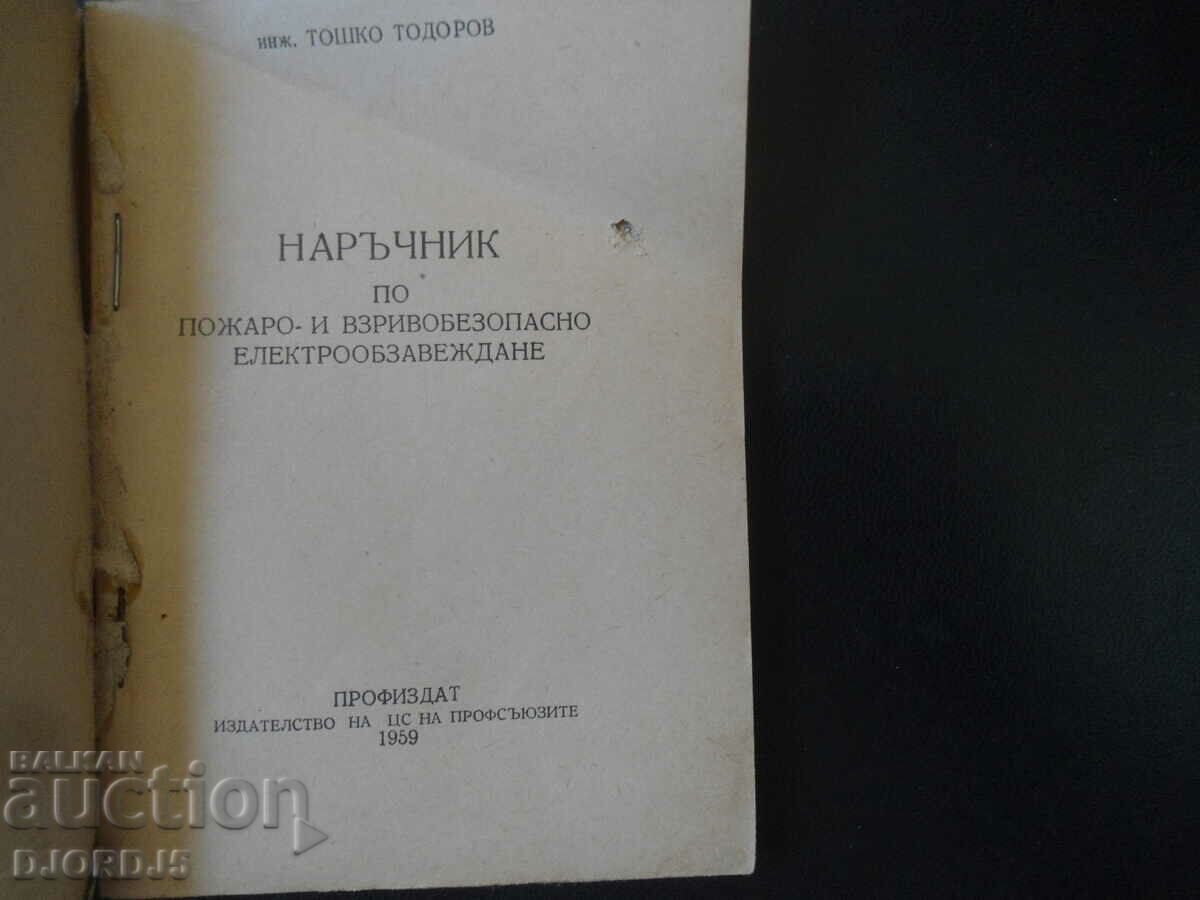 инж. ТОШКО ТОДОРОВ
НАРЪЧНИК
ПО
ПОЖАРО- И ВЗРИВОБЕЗОПАСНО
ЕЛЕКТРООБЗАВЕЖДАНЕ
ПРОФИЗДАТ
ИЗДАТЕЛСТВО НА ЦС НА ПРОФСЪЮЗИТЕ
1959
BALKAN
auction
DJORDJ5